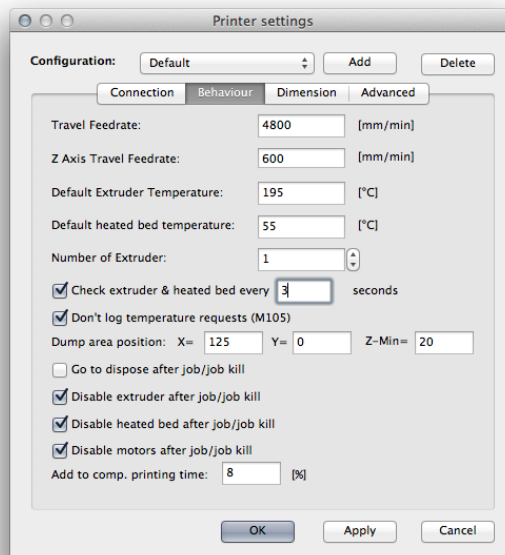 Printer settings
Configuration: Default Add Delete
Connection Behaviour Dimension Advanced
Travel Feedrate: 4800 [mm/min]
Z Axis Travel Feedrate: 600 [mm/min]
Default Extruder Temperature: 195 [°C]
Default heated bed temperature: 55 [°C]
Number of Extruder: 1
Check extruder & heated bed every 3 seconds
Don't log temperature requests (M105)
Dump area position: X= 125 Y= 0 Z-Min= 20
Go to dispose after job/job kill
Disable extruder after job/job kill
Disable heated bed after job/job kill
Disable motors after job/job kill
Add to comp. printing time: 8 [%]
OK Apply Cancel